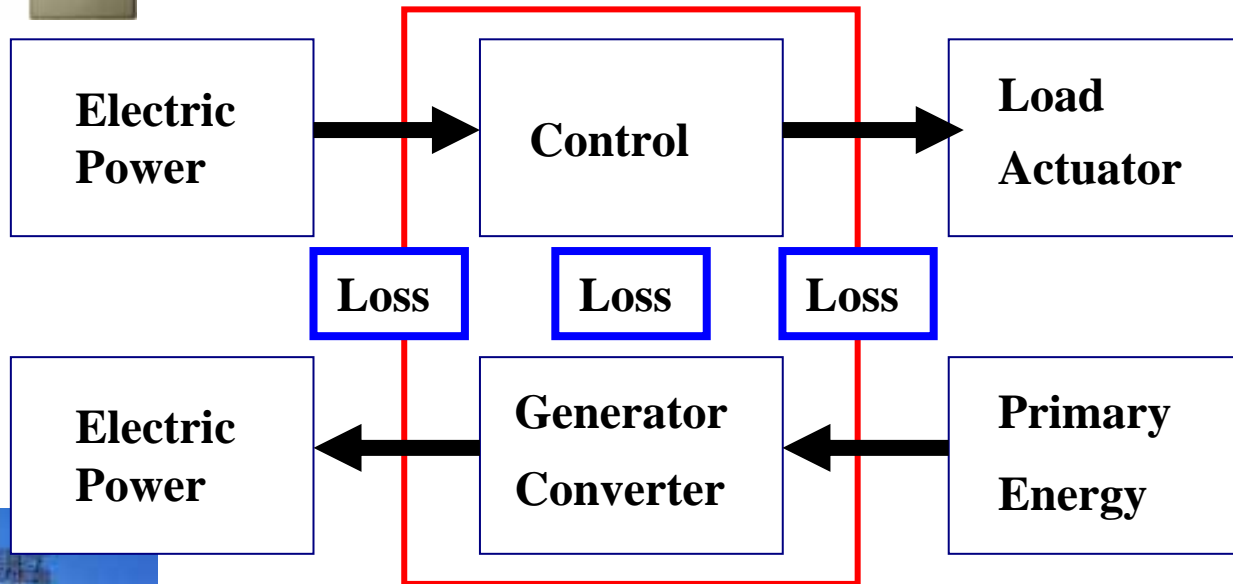 Electric
Power
Control
Load
Actuator
Loss
Loss
Loss
Electric
Power
Generator
Converter
Primary
Energy